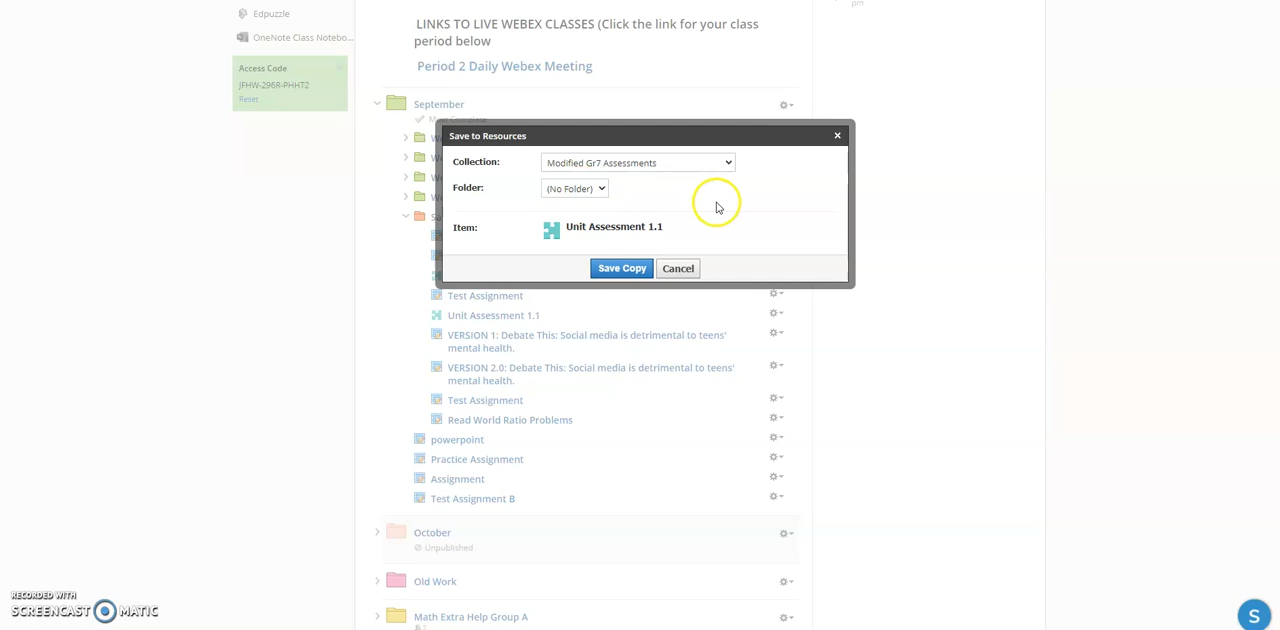 Edpuzzle
pm
LINKS TO LIVE WEBEX CLASSES (Click the link for your class
period below
OneNote Class Notebo...
Period 2 Daily Webex Meeting
Access Code
JFHW-296R-PHHT2
Reset
September
Save to Resources
Collection:
Modified Gr7 Assessments
Folder:
(No Folder)
Item:
Unit Assessment 1.1
Save Copy
Cancel
Test Assignment
Unit Assessment 1.1
VERSION 1: Debate This: Social media is detrimental to teens'
mental health.
VERSION 2.0: Debate This: Social media is detrimental to teens'
mental health.
Test Assignment
Read World Ratio Problems
powerpoint
Practice Assignment
Assignment
Test Assignment B
October
Unpublished
Old Work
Math Extra Help Group A
RECORDED WITH
SCREENCAST MATIC
S